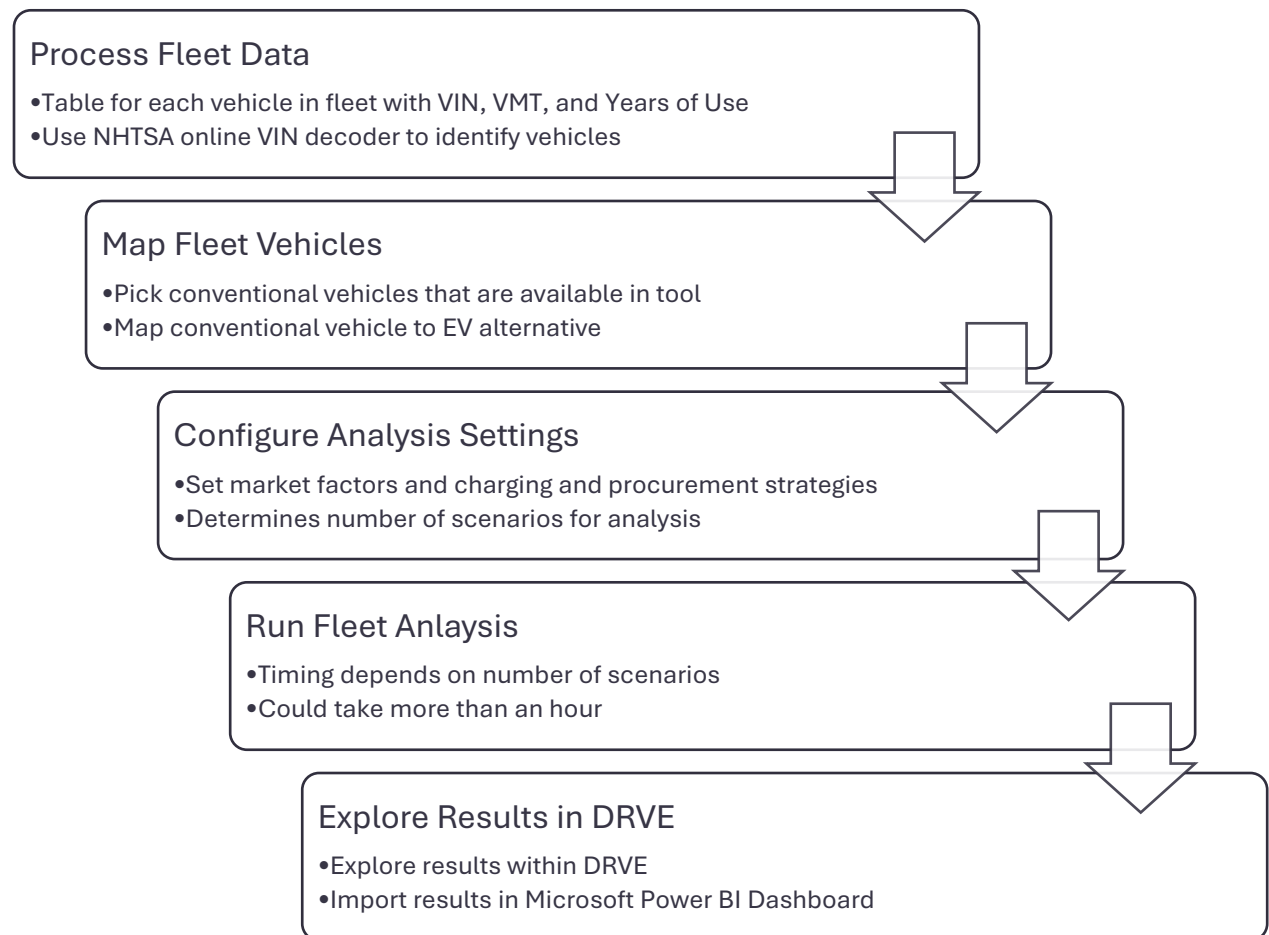 Process Fleet Data
•Table for each vehicle in fleet with VIN, VMT, and Years of Use
•Use NHTSA online VIN decoder to identify vehicles
Map Fleet Vehicles
•Pick conventional vehicles that are available in tool
•Map conventional vehicle to EV alternative
Configure Analysis Settings
•Set market factors and charging and procurement strategies
•Determines number of scenarios for analysis
Run Fleet Anlaysis
•Timing depends on number of scenarios
•Could take more than an hour
Explore Results in DRVE
•Explore results within DRVE
•Import results in Microsoft Power BI Dashboard